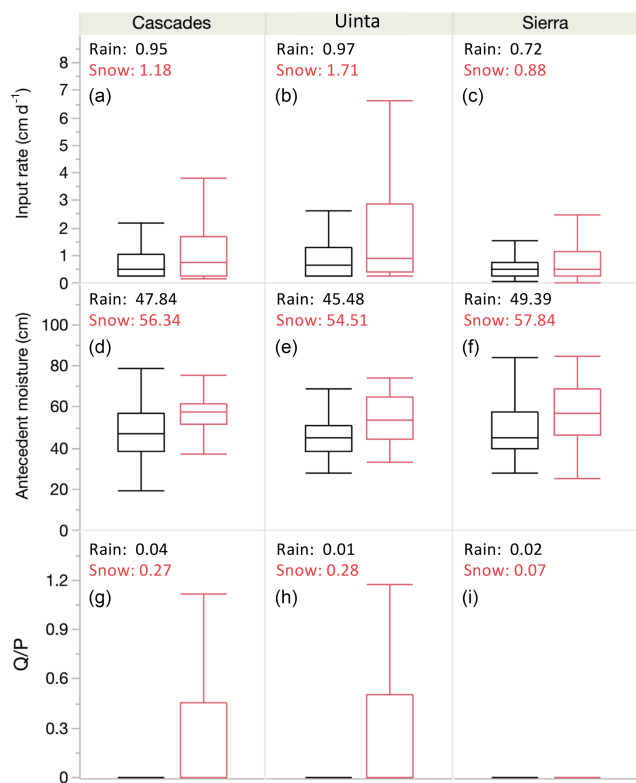 Cascades Uinta Sierra
Rain: 0.95 Rain: 0.97 Rain: 0.72
Snow: 1.18 Snow: 1.71 Snow: 0.88
(a) (b) (c)
Input rate (cm d⁻¹)
8
7
6
5
4
3
2
1
0
Rain: 47.84 Rain: 45.48 Rain: 49.39
Snow: 56.34 Snow: 54.51 Snow: 57.84
(d) (e) (f)
Antecedent moisture (cm)
100
80
60
40
20
0
Rain: 0.04 Rain: 0.01 Rain: 0.02
Snow: 0.27 Snow: 0.28 Snow: 0.07
(g) (h) (i)
Q/P
1.2
0.9
0.6
0.3
0